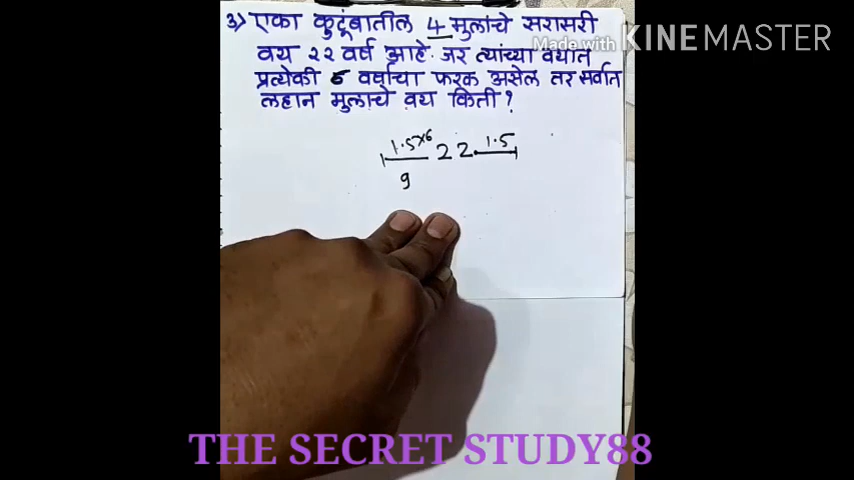 3) एका कुटूंबातील 4 मुलांचे सरासरी
वय २२ वर्ष आहे. जर त्यांच्या वयात
प्रत्येकी 6 वर्षाचा फरक असेल तर सर्वात
लहान मुलाचे वय किती?
Made with KINEMASTER
1.5×6 22 1.5
9
THE SECRET STUDY88